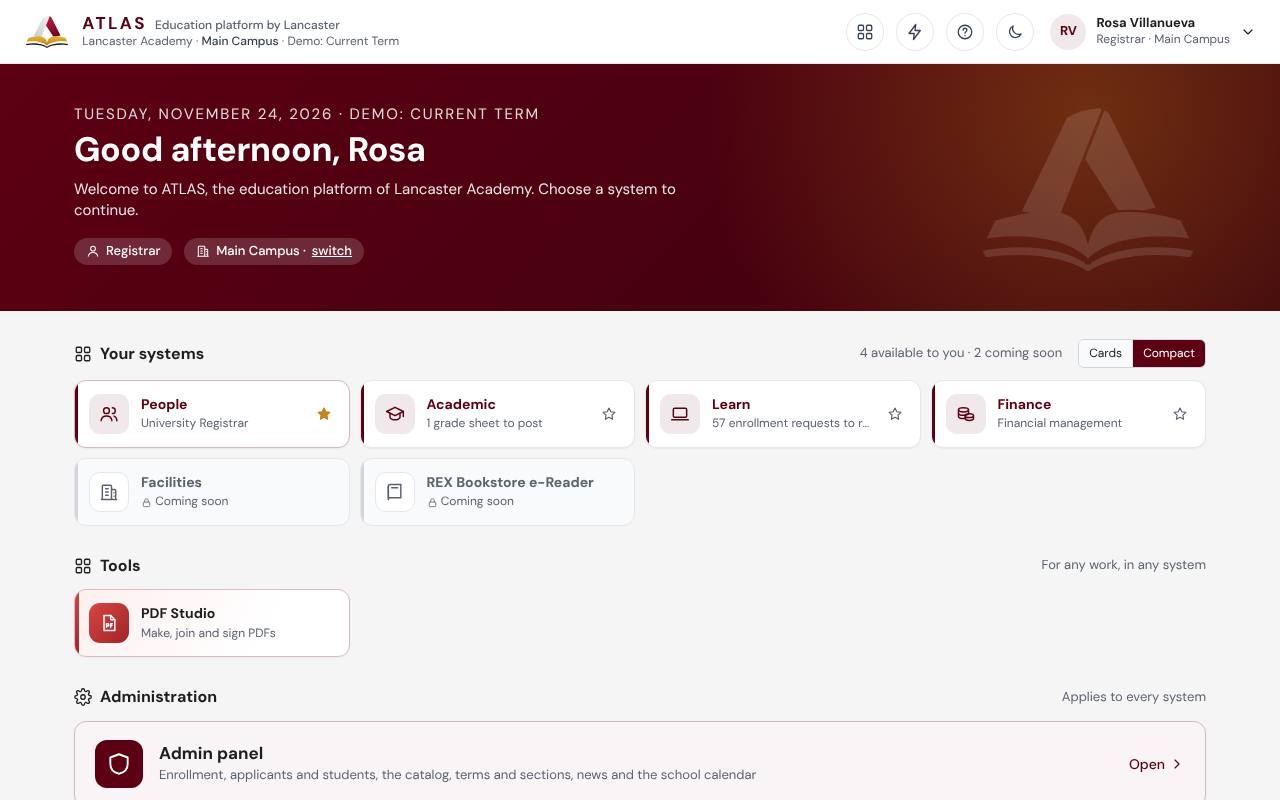 ATLAS Education platform by Lancaster
Lancaster Academy · Main Campus · Demo: Current Term
RV
Rosa Villanueva
Registrar · Main Campus
TUESDAY, NOVEMBER 24, 2026 · DEMO: CURRENT TERM
Good afternoon, Rosa
Welcome to ATLAS, the education platform of Lancaster Academy. Choose a system to
continue.
Registrar
Main Campus · switch
Your systems
4 available to you · 2 coming soon
Cards
Compact
People
University Registrar
Academic
1 grade sheet to post
Learn
57 enrollment requests to r...
Finance
Financial management
Facilities
Coming soon
REX Bookstore e-Reader
Coming soon
Tools
For any work, in any system
PDF Studio
Make, join and sign PDFs
Administration
Applies to every system
Admin panel
Enrollment, applicants and students, the catalog, terms and sections, news and the school calendar
Open